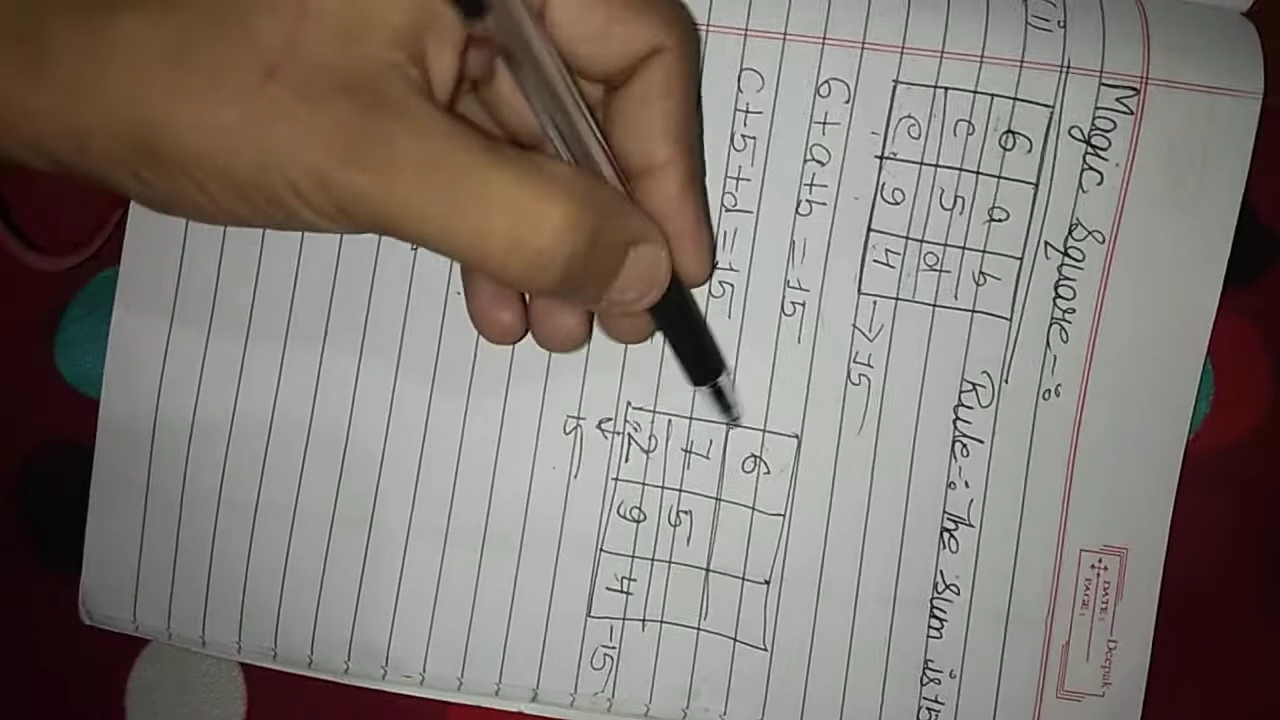 Deepak
DATE:
PAGE:
Magic Square-:
(i)
6 a b
c 5 d
e 9 4 → 15
Rule-: The sum is 15
6+a+b = 15
c+5+d = 15
6
7 5
2 9 4 - 15
↓
15